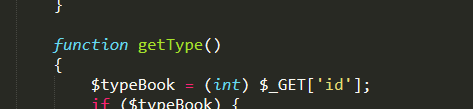 }
function getType()
{
$typeBook = (int) $_GET['id'];
if ($typeBook) {